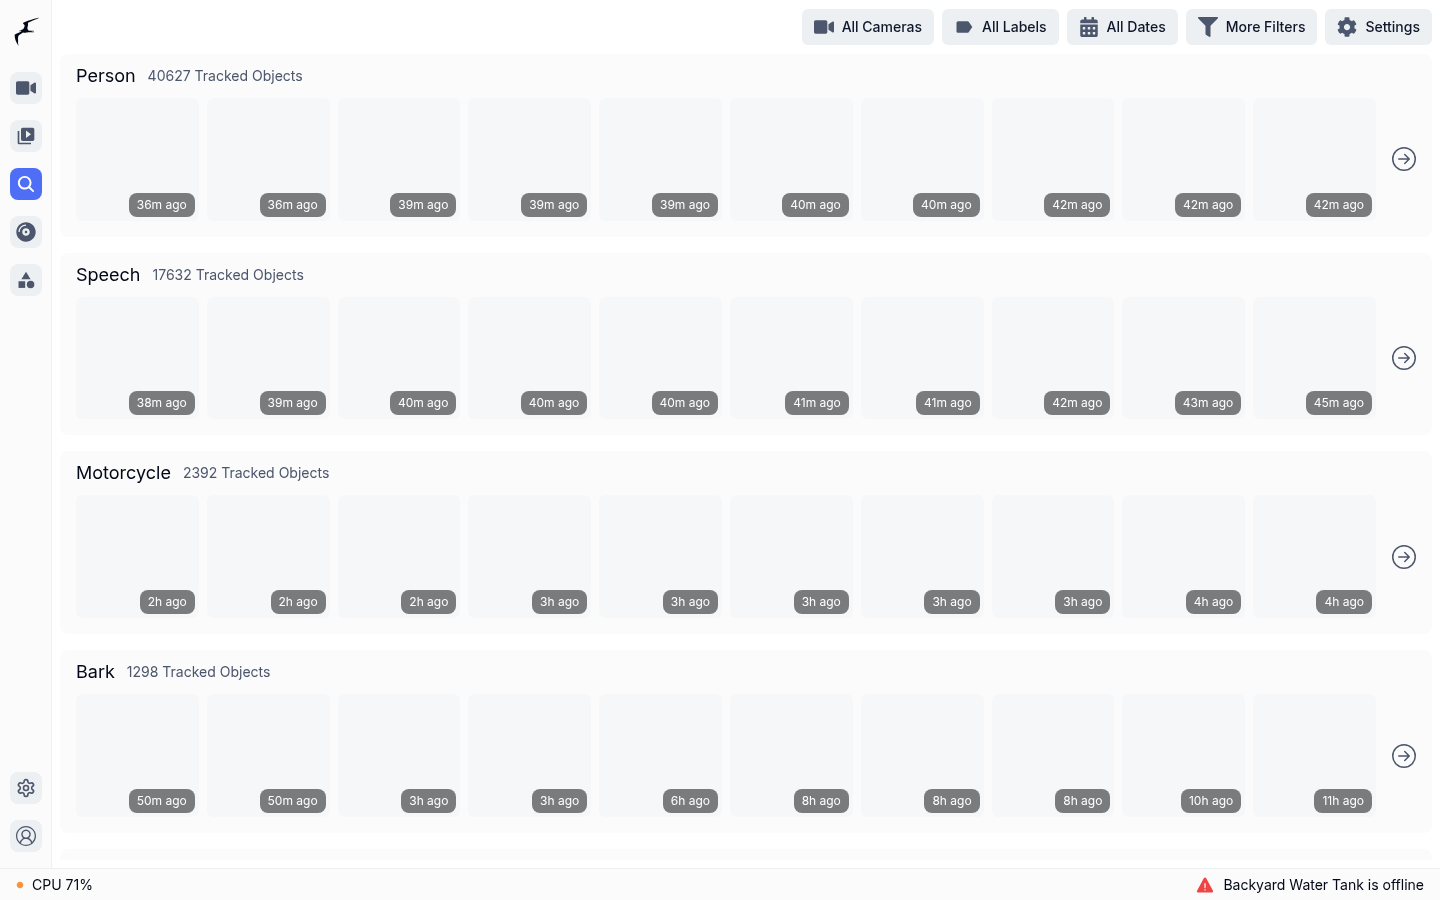 All Cameras All Labels All Dates More Filters Settings
Person 40627 Tracked Objects
36m ago 36m ago 39m ago 39m ago 39m ago 40m ago 40m ago 42m ago 42m ago 42m ago
Speech 17632 Tracked Objects
38m ago 39m ago 40m ago 40m ago 40m ago 41m ago 41m ago 42m ago 43m ago 45m ago
Motorcycle 2392 Tracked Objects
2h ago 2h ago 2h ago 3h ago 3h ago 3h ago 3h ago 3h ago 4h ago 4h ago
Bark 1298 Tracked Objects
50m ago 50m ago 3h ago 3h ago 6h ago 8h ago 8h ago 8h ago 10h ago 11h ago
CPU 71% Backyard Water Tank is offline